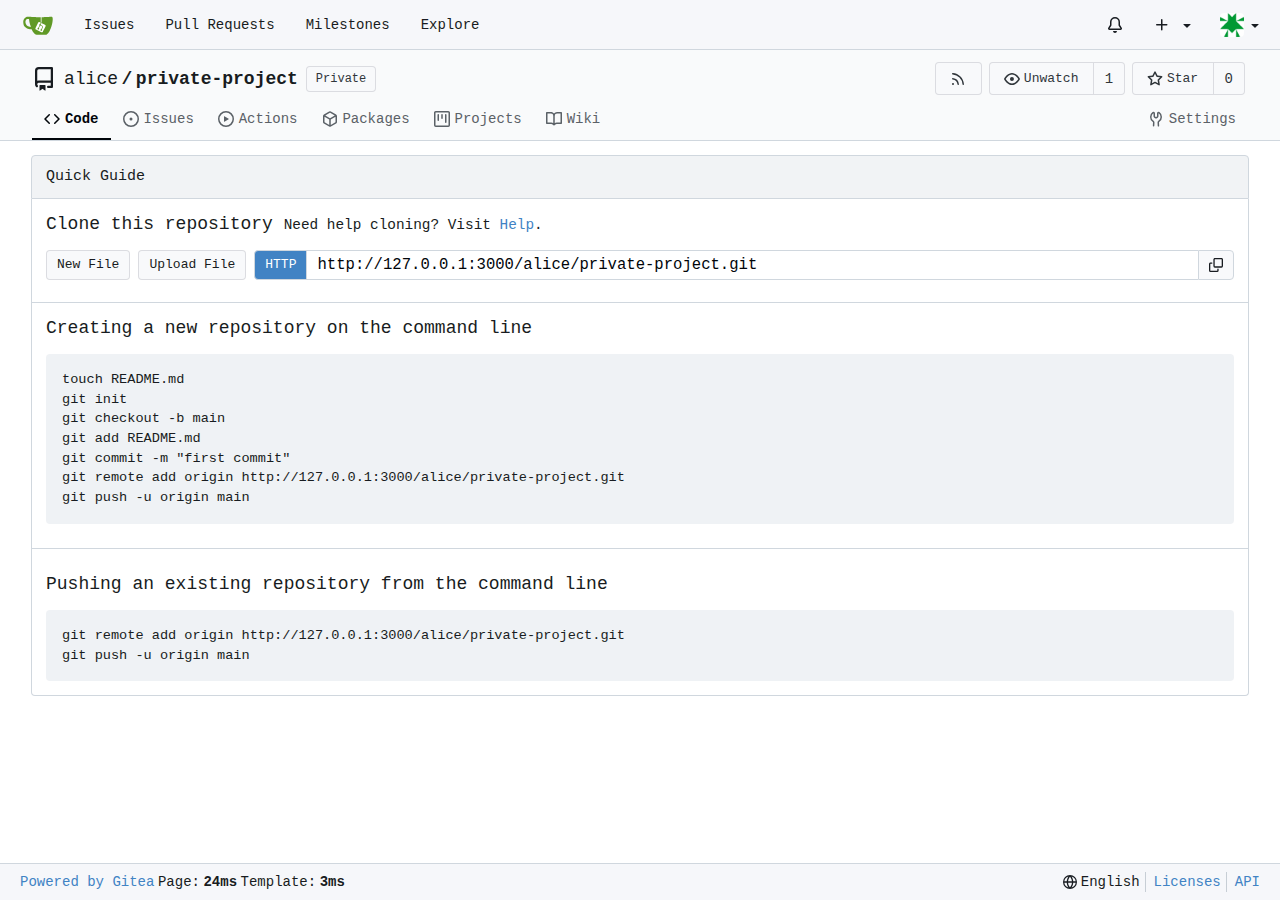 Issues Pull Requests Milestones Explore
alice/private-project Private Unwatch 1 Star 0
Code Issues Actions Packages Projects Wiki Settings
Quick Guide
Clone this repository Need help cloning? Visit Help.
New File Upload File HTTP http://127.0.0.1:3000/alice/private-project.git
Creating a new repository on the command line
touch README.md
git init
git checkout -b main
git add README.md
git commit -m "first commit"
git remote add origin http://127.0.0.1:3000/alice/private-project.git
git push -u origin main
Pushing an existing repository from the command line
git remote add origin http://127.0.0.1:3000/alice/private-project.git
git push -u origin main
Powered by Gitea Page: 24ms Template: 3ms English Licenses API